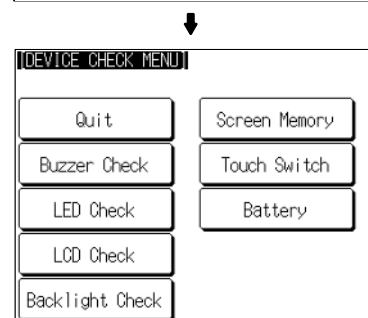 [DEVICE CHECK MENU]
Quit
Buzzer Check
LED Check
LCD Check
Backlight Check
Screen Memory
Touch Switch
Battery